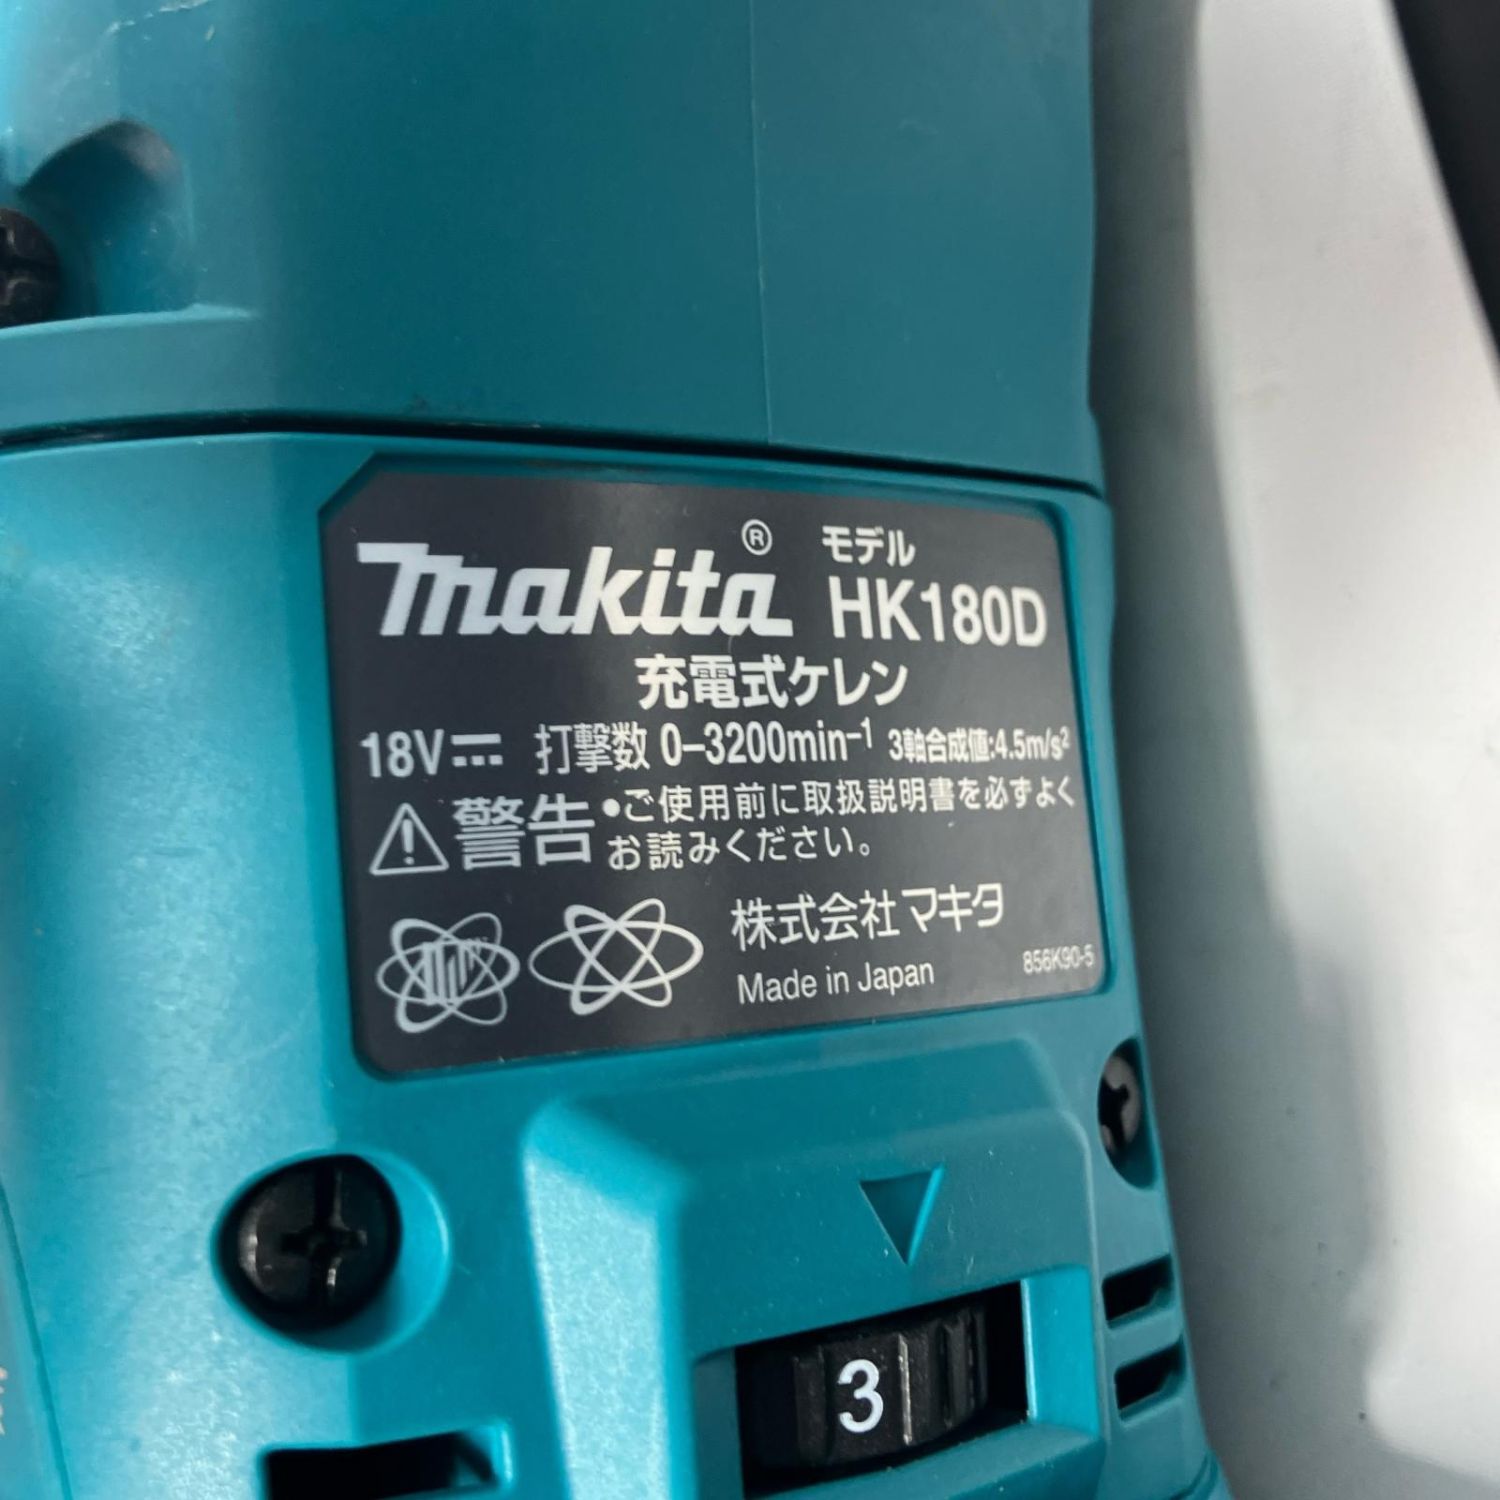 makita® モデル
HK180D
充電式ケレン
18V⎓ 打撃数 0–3200min⁻¹ 3軸合成値:4.5m/s²
⚠警告 •ご使用前に取扱説明書を必ずよく
お読みください。
株式会社マキタ
Made in Japan 856K90-5
3